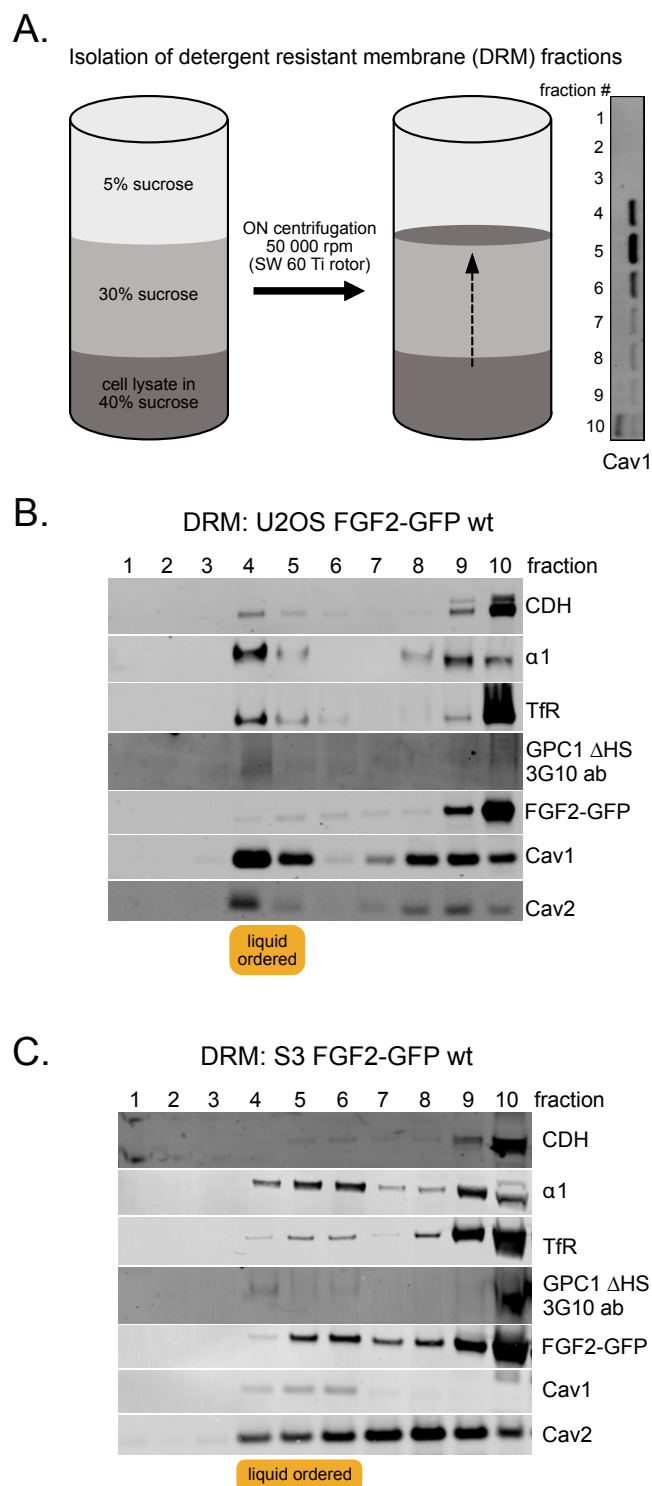 A.
Isolation of detergent resistant membrane (DRM) fractions
fraction #
5% sucrose
30% sucrose
cell lysate in
40% sucrose
ON centrifugation
50 000 rpm
(SW 60 Ti rotor)
1
2
3
4
5
6
7
8
9
10
Cav1
B.
DRM: U2OS FGF2-GFP wt
1 2 3 4 5 6 7 8 9 10 fraction
CDH
α1
TfR
GPC1 ΔHS
3G10 ab
FGF2-GFP
Cav1
Cav2
liquid
ordered
C.
DRM: S3 FGF2-GFP wt
1 2 3 4 5 6 7 8 9 10 fraction
CDH
α1
TfR
GPC1 ΔHS
3G10 ab
FGF2-GFP
Cav1
Cav2
liquid ordered